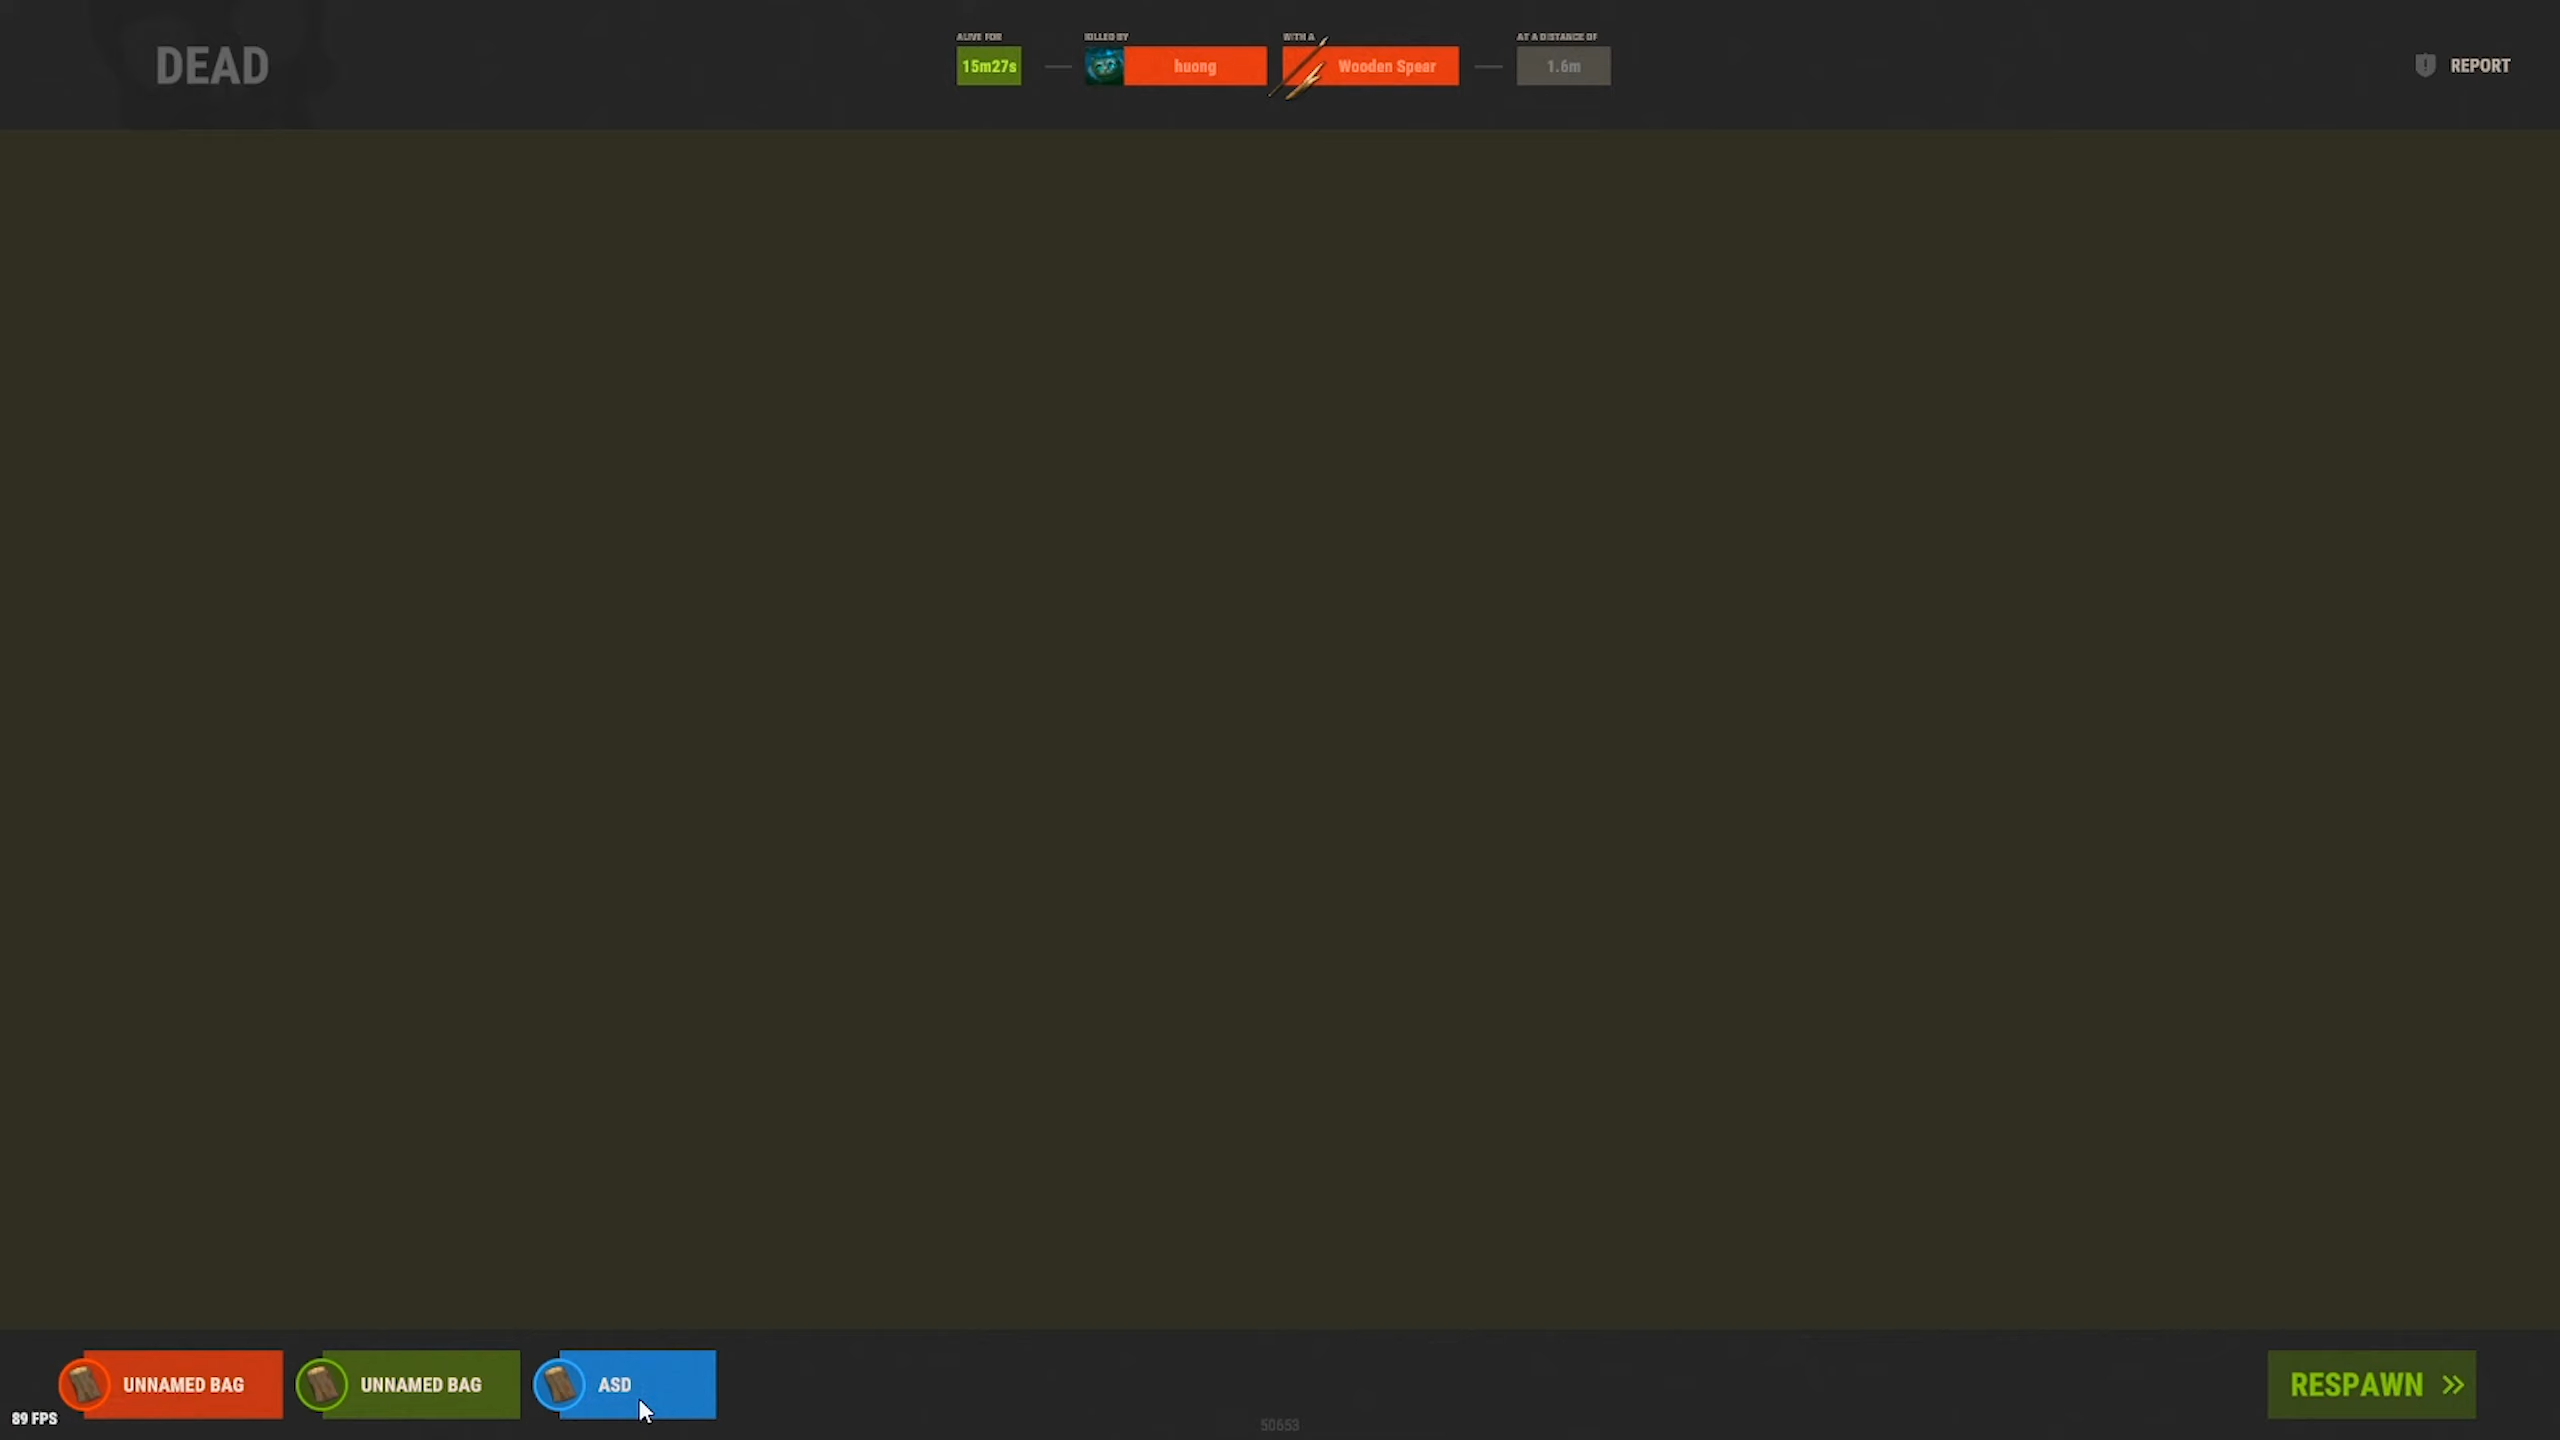 DEAD
ALIVE FOR
KILLED BY
WITH A
AT A DISTANCE OF
15m27s
huong
Wooden Spear
1.6m
REPORT
UNNAMED BAG
UNNAMED BAG
ASD
RESPAWN
89 FPS
50653